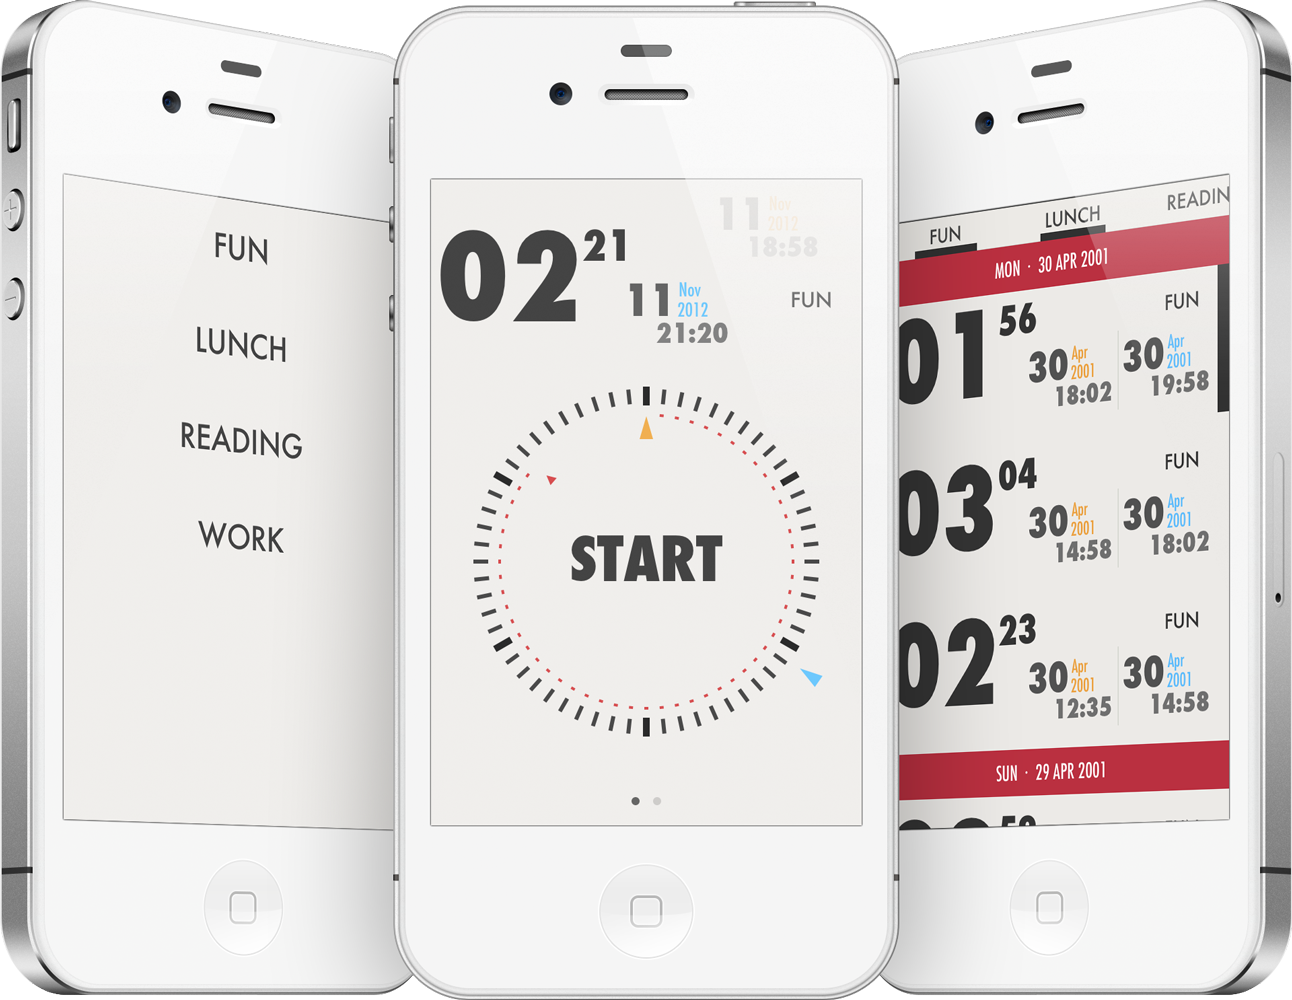 FUN
LUNCH
READING
WORK
11 Nov
2012
18:58
02 21
11 Nov
2012
21:20
FUN
START
FUN LUNCH READIN
MON · 30 APR 2001
FUN
01 56
30 Apr 2001 18:02
30 Apr 2001 19:58
FUN
03 04
30 Apr 2001 14:58
30 Apr 2001 18:02
FUN
02 23
30 Apr 2001 12:35
30 Apr 2001 14:58
SUN · 29 APR 2001